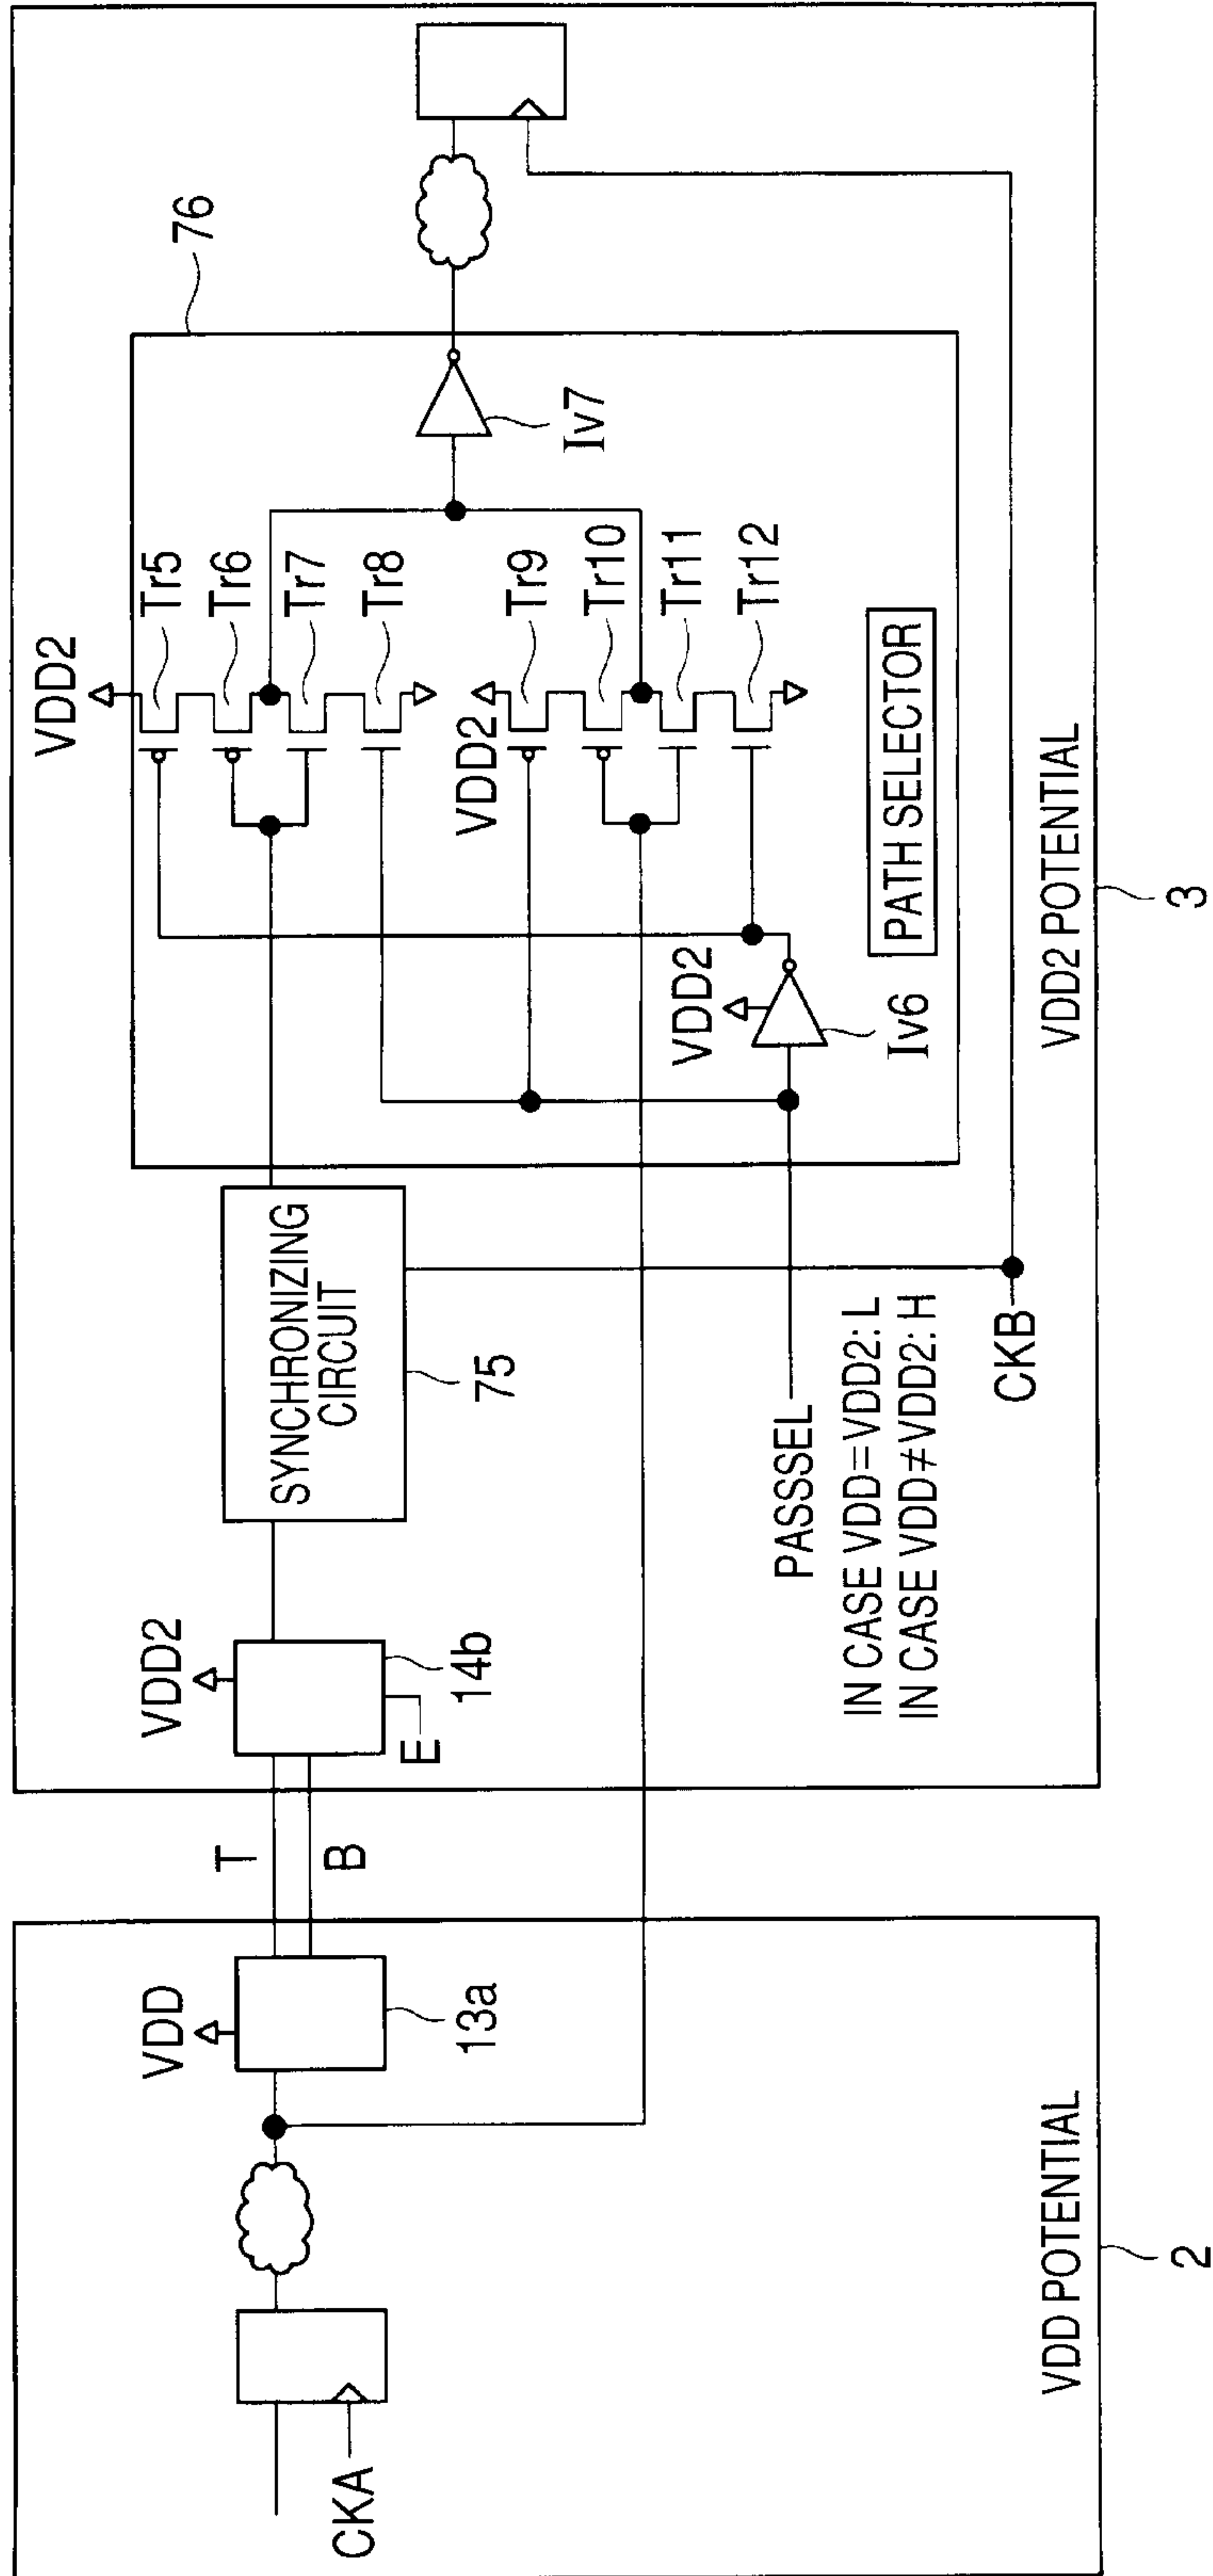 VDD POTENTIAL
2
CKA
VDD
13a
T
B
VDD2 POTENTIAL
3
VDD2
14b
E
SYNCHRONIZING
CIRCUIT
75
PASSSEL
IN CASE VDD=VDD2: L
IN CASE VDD≠VDD2: H
CKB
76
VDD2
Tr5
Tr6
Tr7
Tr8
VDD2
Tr9
Tr10
Tr11
Tr12
VDD2
Iv6
Iv7
PATH SELECTOR